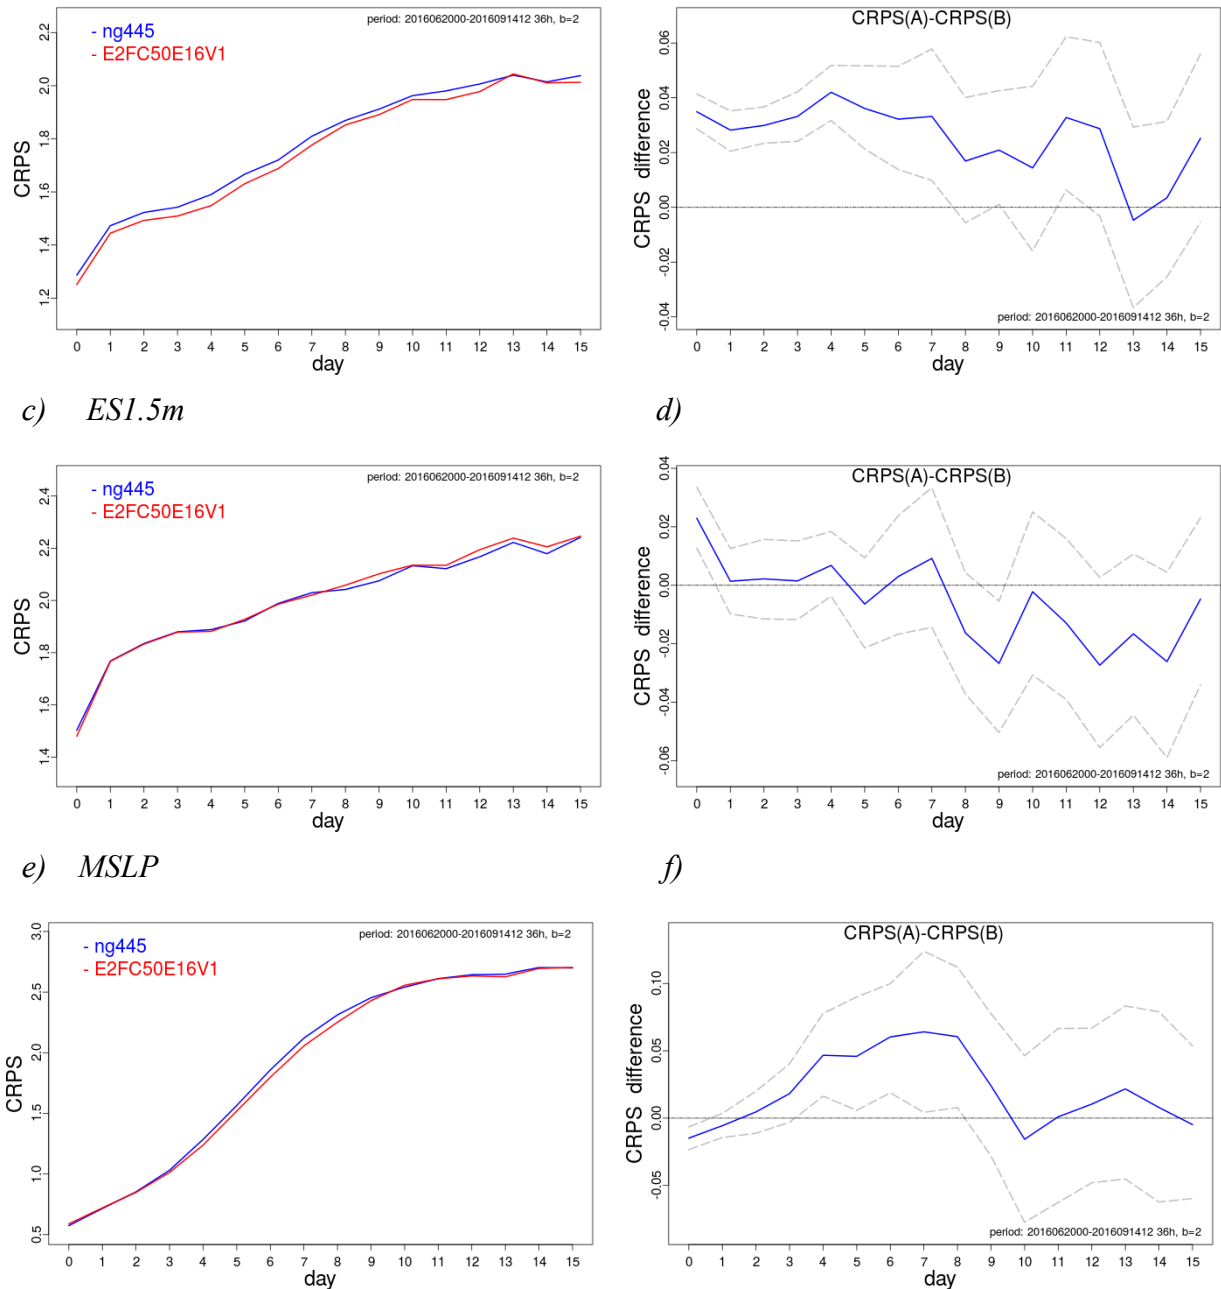 period: 2016062000-2016091412 36h, b=2
- ng445
- E2FC50E16V1
CRPS
2.2
2.0
1.8
1.6
1.4
1.2
0 1 2 3 4 5 6 7 8 9 10 11 12 13 14 15
day
CRPS(A)-CRPS(B)
CRPS difference
0.06
0.04
0.02
0.00
-0.02
-0.04
period: 2016062000-2016091412 36h, b=2
0 1 2 3 4 5 6 7 8 9 10 11 12 13 14 15
day
c) ES1.5m
d)
period: 2016062000-2016091412 36h, b=2
- ng445
- E2FC50E16V1
CRPS
2.4
2.2
2.0
1.8
1.6
1.4
0 1 2 3 4 5 6 7 8 9 10 11 12 13 14 15
day
CRPS(A)-CRPS(B)
CRPS difference
0.04
0.02
0.00
-0.02
-0.04
-0.06
period: 2016062000-2016091412 36h, b=2
0 1 2 3 4 5 6 7 8 9 10 11 12 13 14 15
day
e) MSLP
f)
period: 2016062000-2016091412 36h, b=2
- ng445
- E2FC50E16V1
CRPS
3.0
2.5
2.0
1.5
1.0
0.5
0 1 2 3 4 5 6 7 8 9 10 11 12 13 14 15
day
CRPS(A)-CRPS(B)
CRPS difference
0.10
0.05
0.00
-0.05
period: 2016062000-2016091412 36h, b=2
0 1 2 3 4 5 6 7 8 9 10 11 12 13 14 15
day